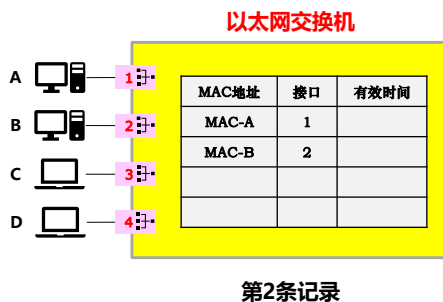 以太网交换机
A 1
B 2
C 3
D 4
MAC地址 接口 有效时间
MAC-A 1
MAC-B 2
第2条记录